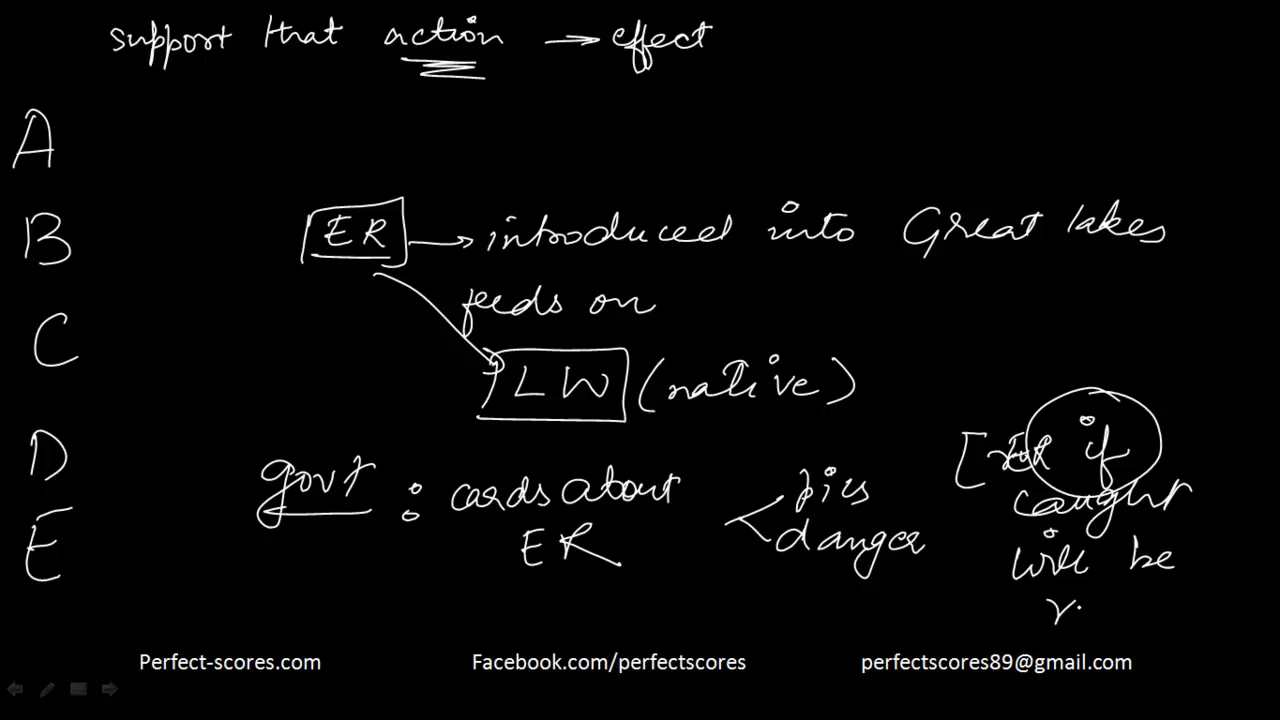 support that action → effect
A
B ER → introduced into Great lakes
feeds on
C LW (native)
D govt : cards about ER < pics danger
E
[ if caught will be r.
Perfect-scores.com Facebook.com/perfectscores perfectscores89@gmail.com